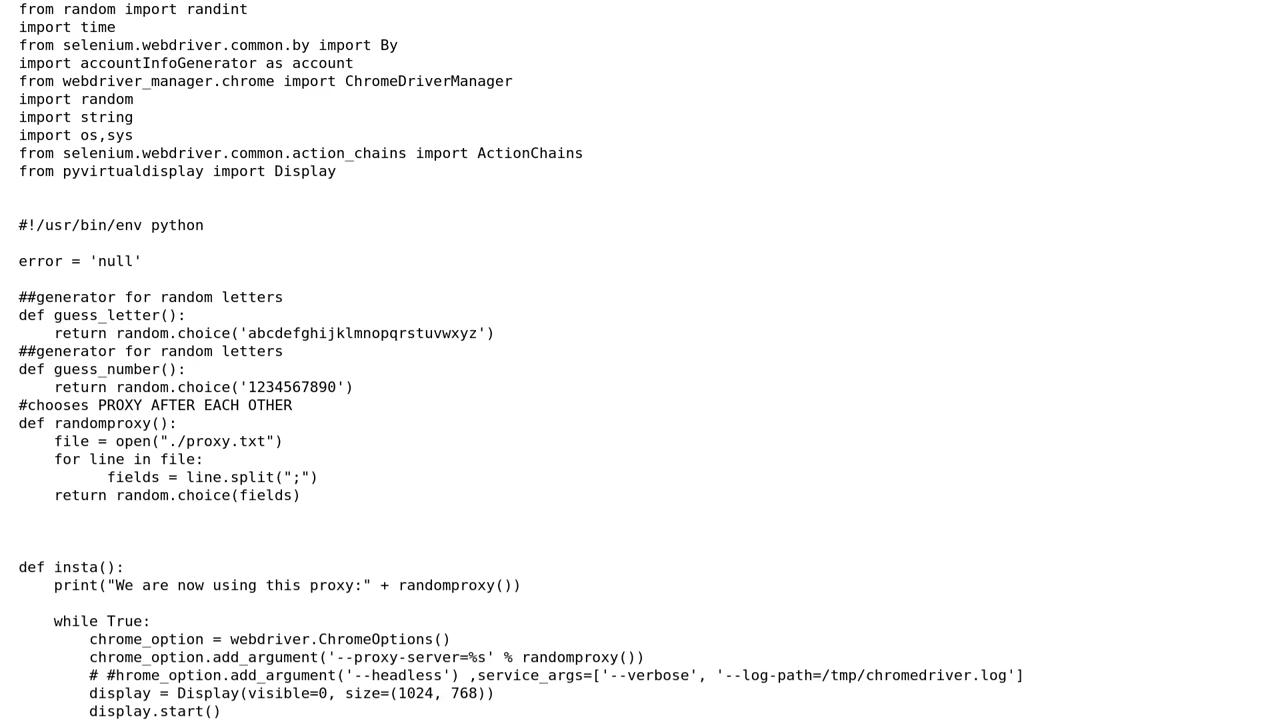 from random import randint
import time
from selenium.webdriver.common.by import By
import accountInfoGenerator as account
from webdriver_manager.chrome import ChromeDriverManager
import random
import string
import os,sys
from selenium.webdriver.common.action_chains import ActionChains
from pyvirtualdisplay import Display


#!/usr/bin/env python

error = 'null'

##generator for random letters
def guess_letter():
    return random.choice('abcdefghijklmnopqrstuvwxyz')
##generator for random letters
def guess_number():
    return random.choice('1234567890')
#chooses PROXY AFTER EACH OTHER
def randomproxy():
    file = open("./proxy.txt")
    for line in file:
          fields = line.split(";")
    return random.choice(fields)



def insta():
    print("We are now using this proxy:" + randomproxy())

    while True:
        chrome_option = webdriver.ChromeOptions()
        chrome_option.add_argument('--proxy-server=%s' % randomproxy())
        # #hrome_option.add_argument('--headless') ,service_args=['--verbose', '--log-path=/tmp/chromedriver.log']
        display = Display(visible=0, size=(1024, 768))
        display.start()